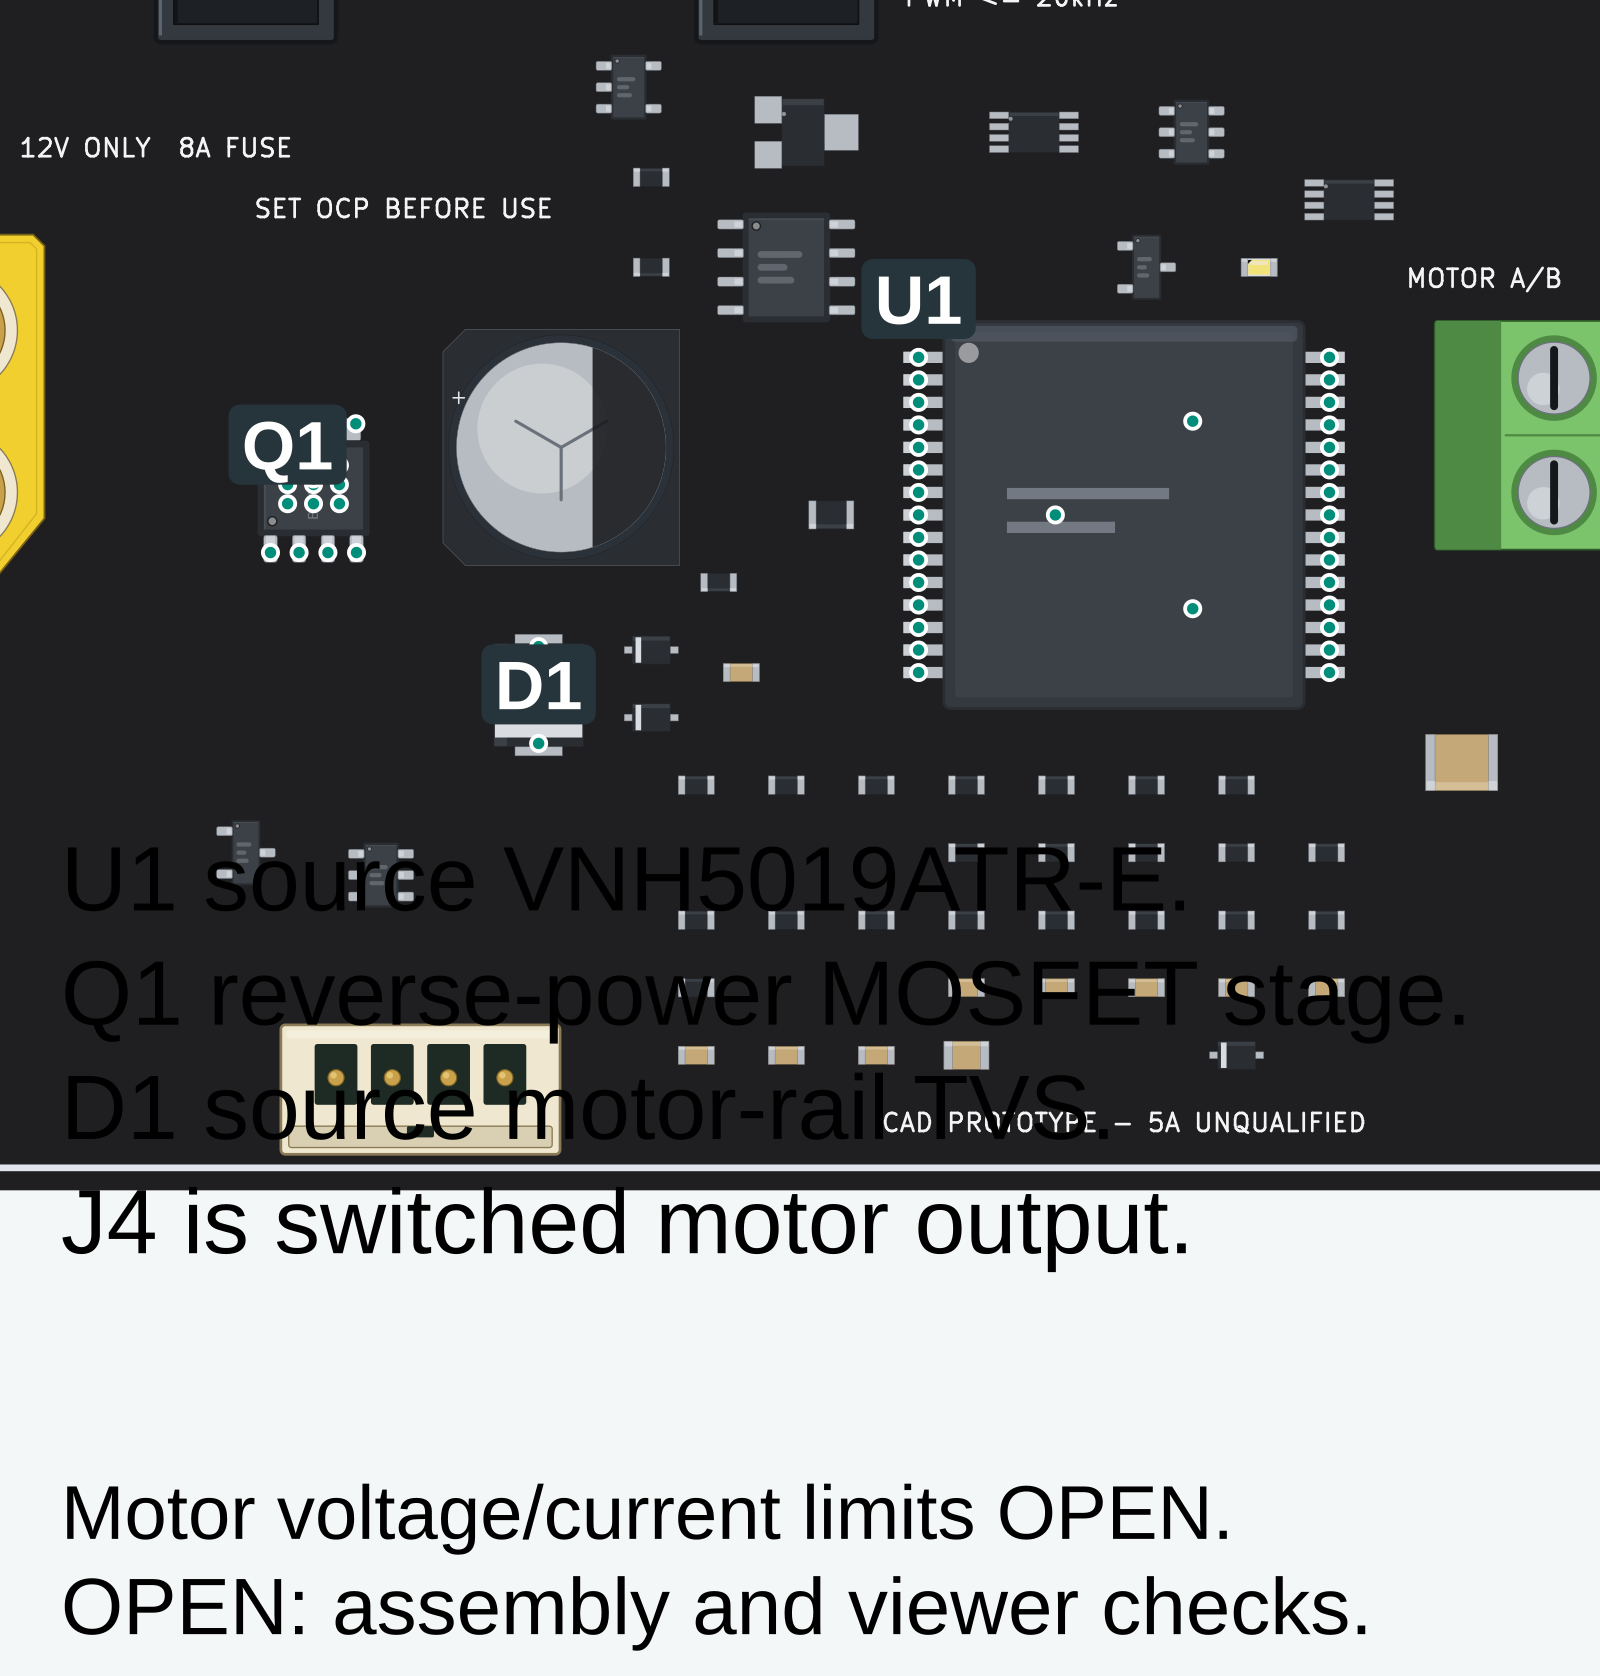 12V ONLY 8A FUSE
SET OCP BEFORE USE
U1
MOTOR A/B
Q1
+
D1
U1 source VNH5019ATR-E.
Q1 reverse-power MOSFET stage.
D1 source motor-rail TVS.
CAD PROTOTYPE – 5A UNQUALIFIED
J4 is switched motor output.
Motor voltage/current limits OPEN.
OPEN: assembly and viewer checks.